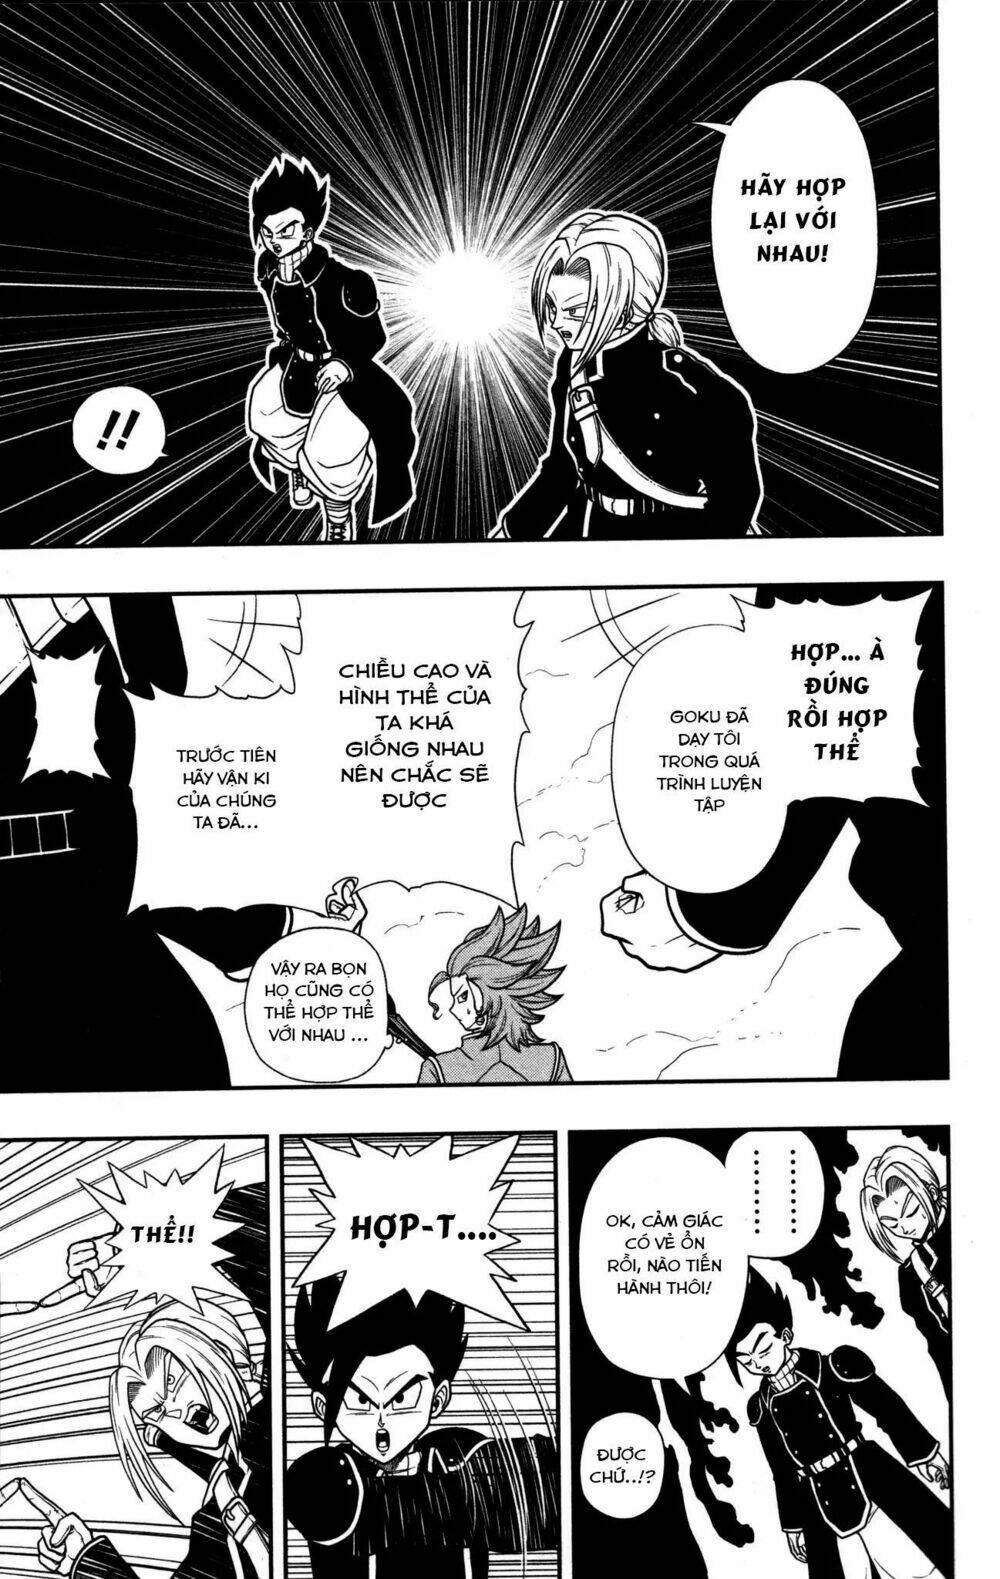 HÃY HỢP
LẠI VỚI
NHAU!
!!
HỢP... À
ĐÚNG
RỒI HỢP
THỂ
GOKU ĐÃ
DẠY TÔI
TRONG QUÁ
TRÌNH LUYỆN
TẬP
CHIỀU CAO VÀ
HÌNH THỂ CỦA
TA KHÁ
GIỐNG NHAU
NÊN CHẮC SẼ
ĐƯỢC
TRƯỚC TIÊN
HÃY VẬN KI
CỦA CHÚNG
TA ĐÃ...
VẬY RA BỌN
HỌ CŨNG CÓ
THỂ HỢP THỂ
VỚI NHAU ...
......
......
OK, CẢM GIÁC
CÓ VẺ ỔN
RỒI, NÀO TIẾN
HÀNH THÔI!
ĐƯỢC
CHỨ..!?
HỢP-T....
THỂ!!